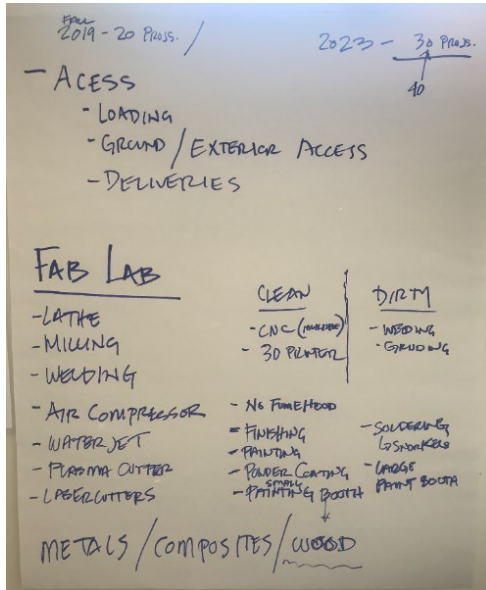 FALL
2019 - 20 PROJS. /
2023 - 30 PROJS.
40
- ACESS
- LOADING
- GROUND / EXTERIOR ACCESS
- DELIVERIES
FAB LAB
- LATHE
- MILLING
- WELDING
- AIR COMPRESSOR
- WATERJET
- PLASMA CUTTER
- LASERCUTTERS
CLEAN
- CNC
- 3D PRINTER
- NO FUMEHOOD
- FINISHING
- PAINTING
- POWDER COATING
SMALL
- PAINTING BOOTH
DIRTY
- WELDING
- GRINDING
- SOLDERING
↳ SNORKELS
- LARGE
PAINT BOOTH
METALS / COMPOSITES / WOOD